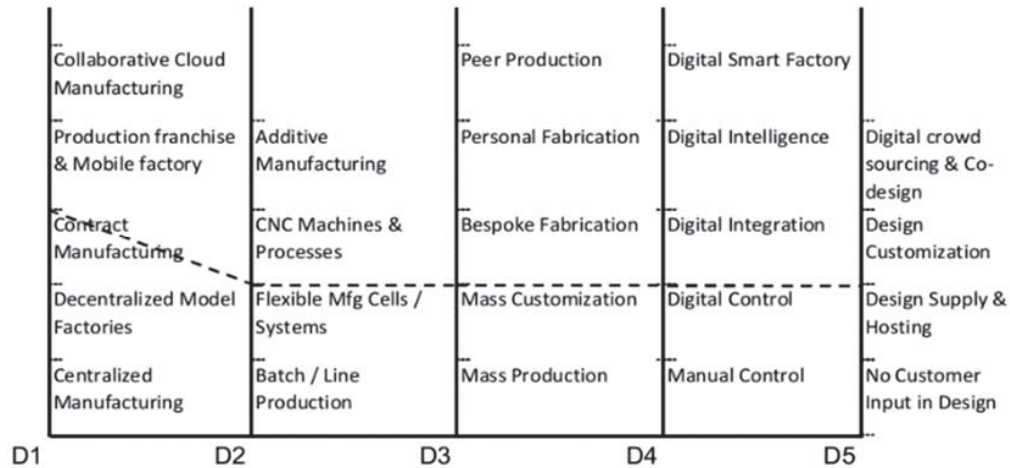 Collaborative Cloud
Manufacturing
Production franchise
& Mobile factory
Contract
Manufacturing
Decentralized Model
Factories
Centralized
Manufacturing
Additive
Manufacturing
CNC Machines &
Processes
Flexible Mfg Cells /
Systems
Batch / Line
Production
Peer Production
Personal Fabrication
Bespoke Fabrication
Mass Customization
Mass Production
Digital Smart Factory
Digital Intelligence
Digital Integration
Digital Control
Manual Control
Digital crowd
sourcing & Co-
design
Design
Customization
Design Supply &
Hosting
No Customer
Input in Design
D1
D2
D3
D4
D5